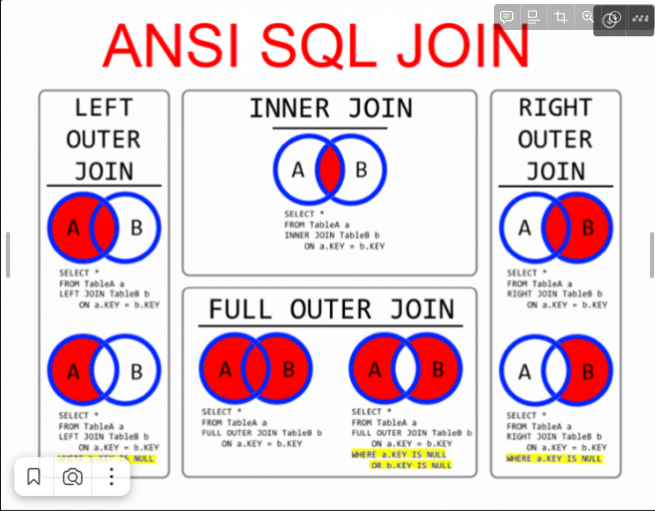 ANSI SQL JOIN
LEFT
OUTER
JOIN
A B
SELECT *
FROM TableA a
LEFT JOIN TableB b
ON a.KEY = b.KEY
A B
SELECT *
FROM TableA a
LEFT JOIN TableB b
ON a.KEY = b.KEY
IS NULL
INNER JOIN
A B
SELECT *
FROM TableA a
INNER JOIN TableB b
ON a.KEY = b.KEY
FULL OUTER JOIN
A B
SELECT *
FROM TableA a
FULL OUTER JOIN TableB b
ON a.KEY = b.KEY
A B
SELECT *
FROM TableA a
FULL OUTER JOIN TableB b
ON a.KEY = b.KEY
WHERE a.KEY IS NULL
OR b.KEY IS NULL
RIGHT
OUTER
JOIN
A B
SELECT *
FROM TableA a
RIGHT JOIN TableB b
ON a.KEY = b.KEY
A B
SELECT *
FROM TableA a
RIGHT JOIN TableB b
ON a.KEY = b.KEY
WHERE a.KEY IS NULL